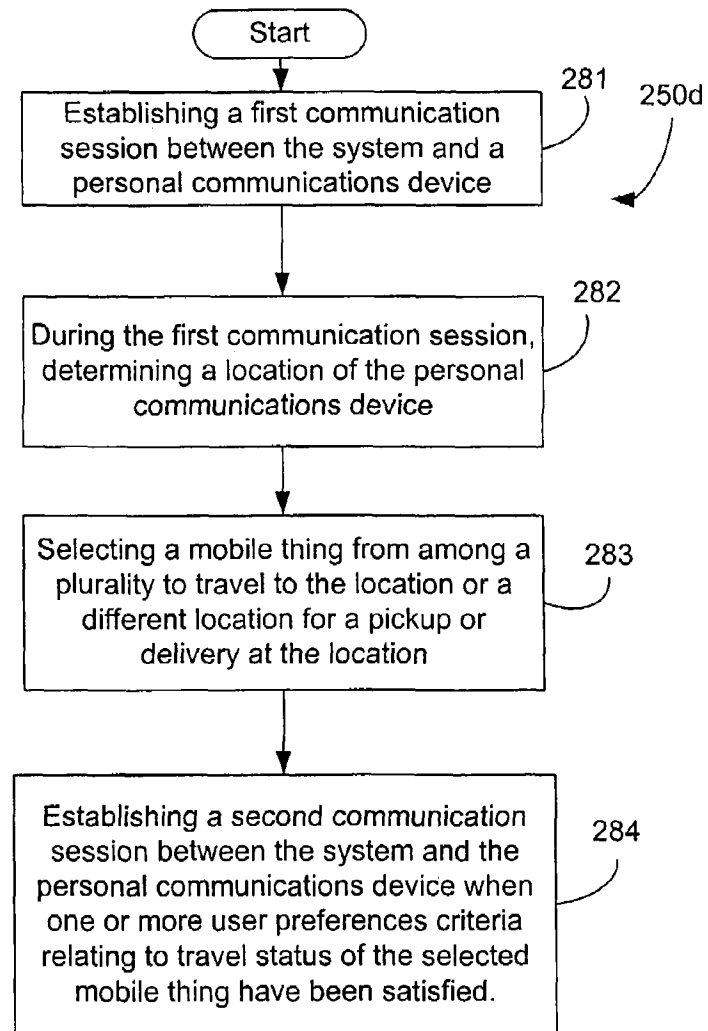 Start
281
250d
Establishing a first communication
session between the system and a
personal communications device
282
During the first communication session,
determining a location of the personal
communications device
283
Selecting a mobile thing from among a
plurality to travel to the location or a
different location for a pickup or
delivery at the location
284
Establishing a second communication
session between the system and the
personal communications device when
one or more user preferences criteria
relating to travel status of the selected
mobile thing have been satisfied.